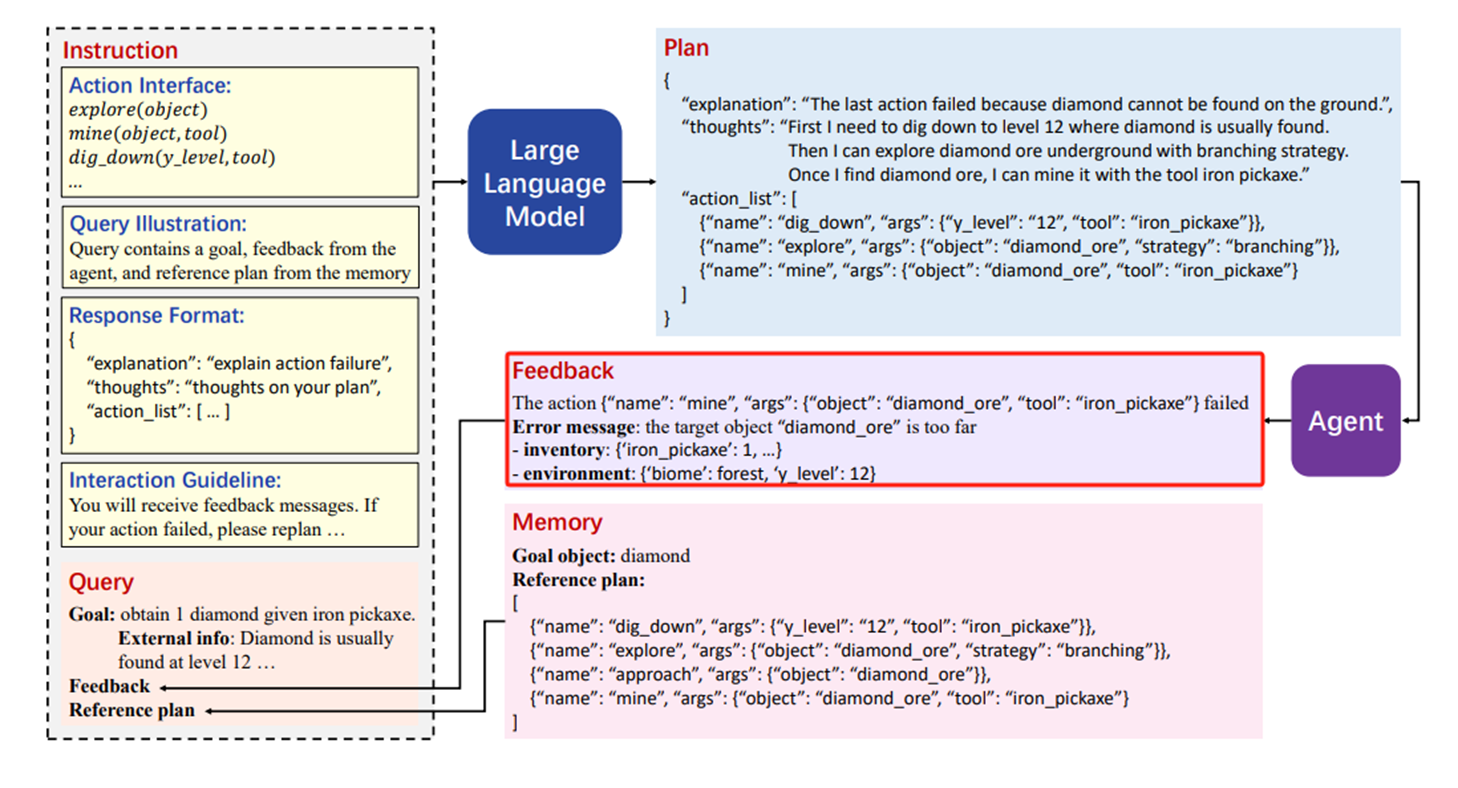 Instruction
Action Interface:
explore(object)
mine(object, tool)
dig_down(y_level, tool)
...
Query Illustration:
Query contains a goal, feedback from the
agent, and reference plan from the memory
Response Format:
{
“explanation”: “explain action failure”,
“thoughts”: “thoughts on your plan”,
“action_list”: [ … ]
}
Interaction Guideline:
You will receive feedback messages. If
your action failed, please replan …
Query
Goal: obtain 1 diamond given iron pickaxe.
External info: Diamond is usually
found at level 12 …
Feedback
Reference plan
Large
Language
Model
Plan
{
“explanation”: “The last action failed because diamond cannot be found on the ground.”,
“thoughts”: “First I need to dig down to level 12 where diamond is usually found.
Then I can explore diamond ore underground with branching strategy.
Once I find diamond ore, I can mine it with the tool iron pickaxe.”
“action_list”: [
{“name”: “dig_down”, “args”: {“y_level”: “12”, “tool”: “iron_pickaxe”}},
{“name”: “explore”, “args”: {“object”: “diamond_ore”, “strategy”: “branching”}},
{“name”: “mine”, “args”: {“object”: “diamond_ore”, “tool”: “iron_pickaxe”}
]
}
Agent
Feedback
The action {“name”: “mine”, “args”: {“object”: “diamond_ore”, “tool”: “iron_pickaxe”} failed
Error message: the target object “diamond_ore” is too far
- inventory: {‘iron_pickaxe’: 1, …}
- environment: {‘biome’: forest, ‘y_level’: 12}
Memory
Goal object: diamond
Reference plan:
[
{“name”: “dig_down”, “args”: {“y_level”: “12”, “tool”: “iron_pickaxe”}},
{“name”: “explore”, “args”: {“object”: “diamond_ore”, “strategy”: “branching”}},
{“name”: “approach”, “args”: {“object”: “diamond_ore”}},
{“name”: “mine”, “args”: {“object”: “diamond_ore”, “tool”: “iron_pickaxe”}
]